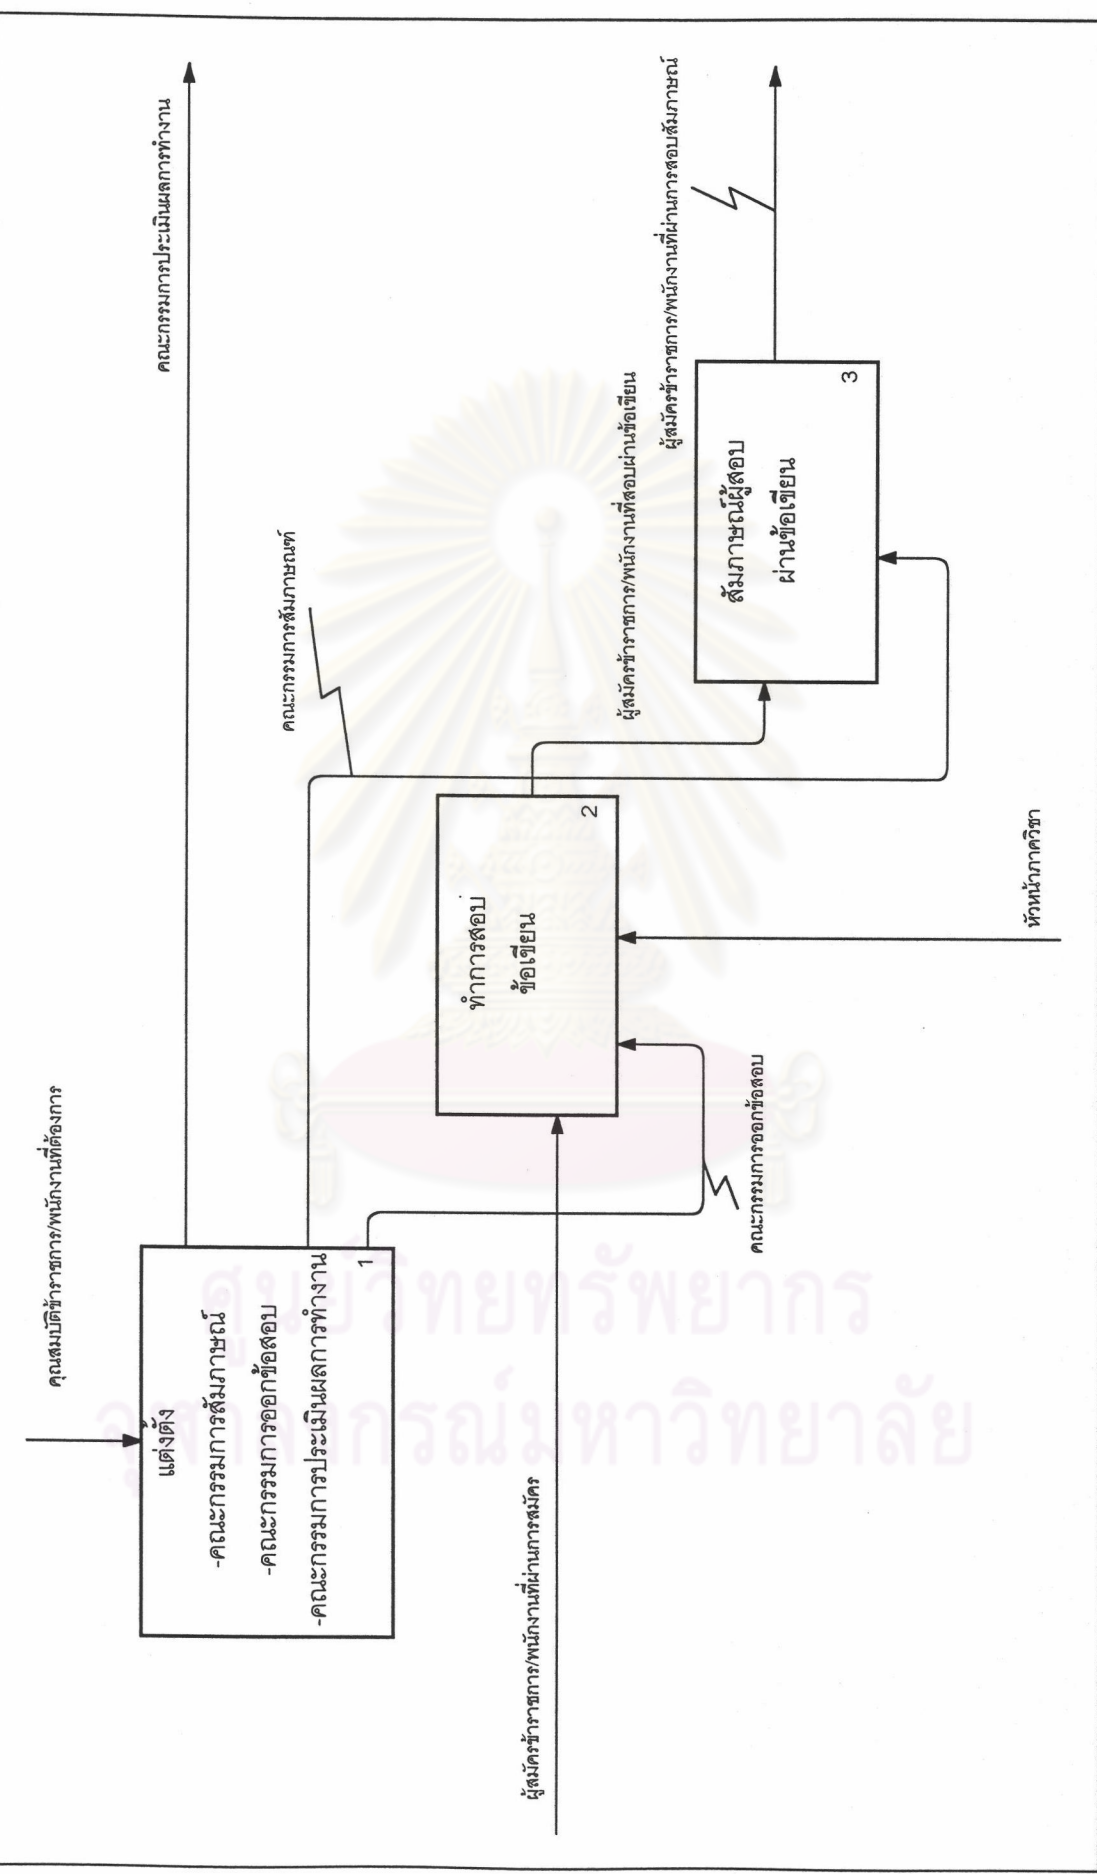 คุณสมบัติข้าราชการ/พนักงานที่ต้องการ
คณะกรรมการประเมินผลการทำงาน
แต่งตั้ง
-คณะกรรมการสัมภาษณ์
-คณะกรรมการออกข้อสอบ
-คณะกรรมการประเมินผลการทำงาน
1
คณะกรรมการสัมภาษณฑ์
ผู้สมัครข้าราชการ/พนักงานที่ผ่านการสมัคร
ทำการสอบ
ข้อเขียน
2
ผู้สมัครข้าราชการ/พนักงานที่สอบผ่านข้อเขียน
ผู้สมัครข้าราชการ/พนักงานที่ผ่านการสอบสัมภาษณ์
สัมภาษณ์ผู้สอบ
ผ่านข้อเขียน
3
คณะกรรมการออกข้อสอบ
หัวหน้าภาควิชา
ศูนย์วิทยทรัพยากร
จุฬาลงกรณ์มหาวิทยาลัย